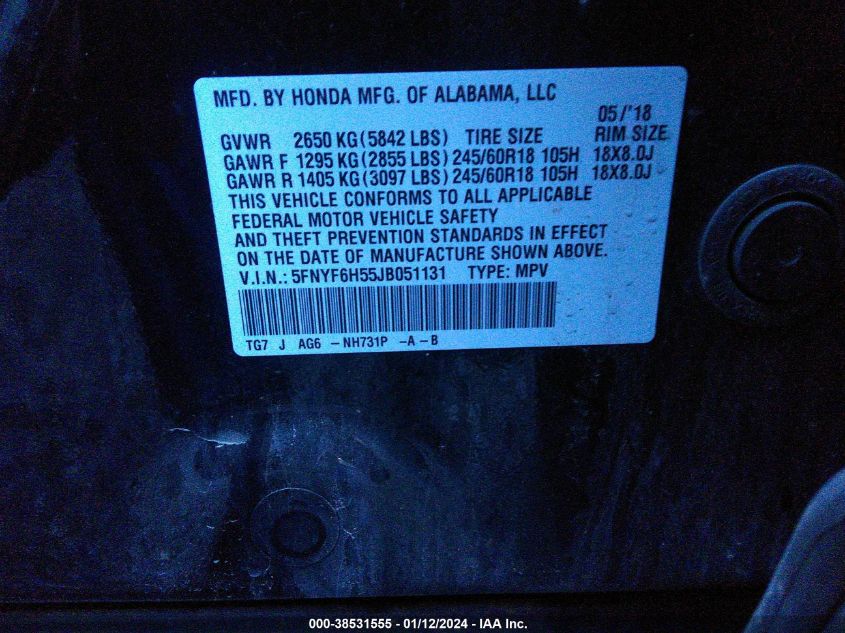 MFD. BY HONDA MFG. OF ALABAMA, LLC
05/'18
GVWR 2650 KG (5842 LBS) TIRE SIZE RIM SIZE
GAWR F 1295 KG (2855 LBS) 245/60R18 105H 18X8.0J
GAWR R 1405 KG (3097 LBS) 245/60R18 105H 18X8.0J
THIS VEHICLE CONFORMS TO ALL APPLICABLE
FEDERAL MOTOR VEHICLE SAFETY
AND THEFT PREVENTION STANDARDS IN EFFECT
ON THE DATE OF MANUFACTURE SHOWN ABOVE.
V.I.N.: 5FNYF6H55JB051131 TYPE: MPV
TG7 J AG6 -NH731P -A-B
000-38531555 - 01/12/2024 - IAA Inc.